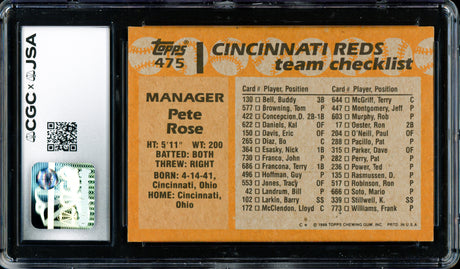 CGC × JSA
Topps
475
CINCINNATI REDS
team checklist
MANAGER
Pete
Rose
HT: 5'11" WT: 200
BATTED: BOTH
THREW: RIGHT
BORN: 4-14-41,
Cincinnati, Ohio
HOME: Cincinnati,
Ohio
Card # Player, Position
130 Bell, Buddy 3B
577 Browning, Tom P
422 Concepcion, D. 2B-1B
62 Daniels, Kal OF
150 Davis, Eric OF
265 Diaz, Bo C
364 Esasky, Nick 1B
730 Franco, John P
686 Francona, Terry 1B
496 Hoffman, Guy P
553 Jones, Tracy OF
42 Landrum, Bill P
102 Larkin, Barry SS
172 McClendon, Lloyd C
Card # Player, Position
644 McGriff, Terry C
447 Montgomery, Jeff P
603 Murphy, Rob P
17 Oester, Ron 2B
204 O'Neill, Paul OF
288 Pacillo, Pat P
315 Parker, Dave OF
282 Perry, Pat P
236 Power, Ted P
135 Rasmussen, D. P
517 Robinson, Ron P
666 Soto, Mario P
339 Stillwell, K. SS
773 Williams, Frank P
© 1988 TOPPS CHEWING GUM, INC. PRTD. IN U.S.A.